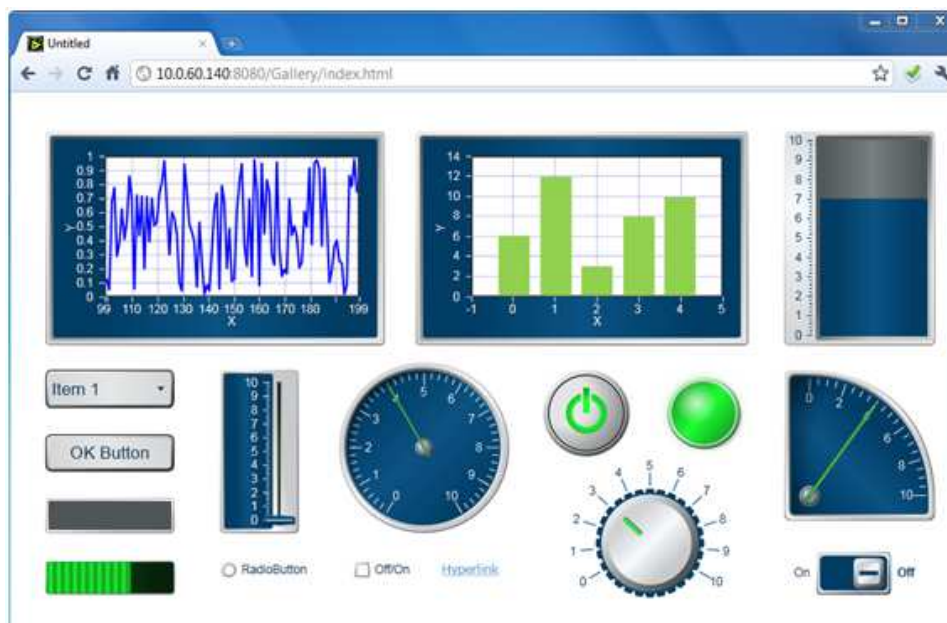 Untitled
10.0.60.140:8080/Gallery/index.html
1
0.9
0.8
0.7
0.6
0.5
0.4
0.3
0.2
0.1
0
Y
99 110 120 130 140 150 160 170 180 199
X
14
12
10
8
6
4
2
0
Y
-1 0 1 2 3 4 5
X
10
9
8
7
6
5
4
3
2
1
0
Item 1
OK Button
10
9
8
7
6
5
4
3
2
1
0
0 1 2 3 4 5 6 7 8 9 10
0 1 2 3 4 5 6 7 8 9 10
0 2 4 6 8 10
RadioButton
Off/On
Hyperlink
On
Off